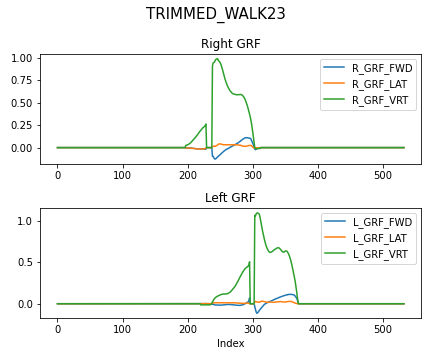 TRIMMED_WALK23
Right GRF
1.00
0.75
0.50
0.25
0.00
R_GRF_FWD
R_GRF_LAT
R_GRF_VRT
0 100 200 300 400 500
Left GRF
1.0
0.5
0.0
L_GRF_FWD
L_GRF_LAT
L_GRF_VRT
0 100 200 300 400 500
Index